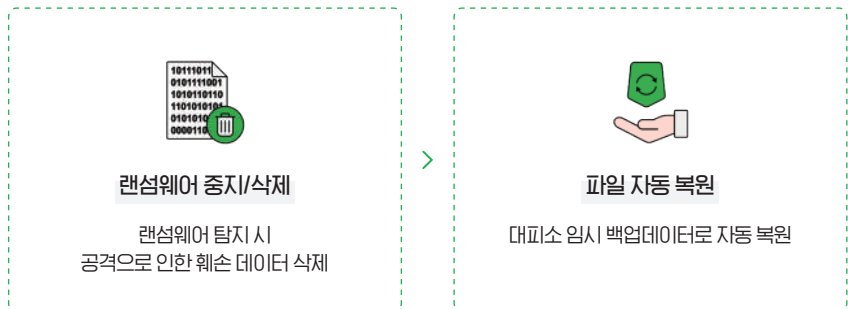 10111011
0101111001
1010110110
1101010101
0101010
0000110
랜섬웨어 중지/삭제
랜섬웨어 탐지 시
공격으로 인한 훼손 데이터 삭제
파일 자동 복원
대피소 임시 백업데이터로 자동 복원